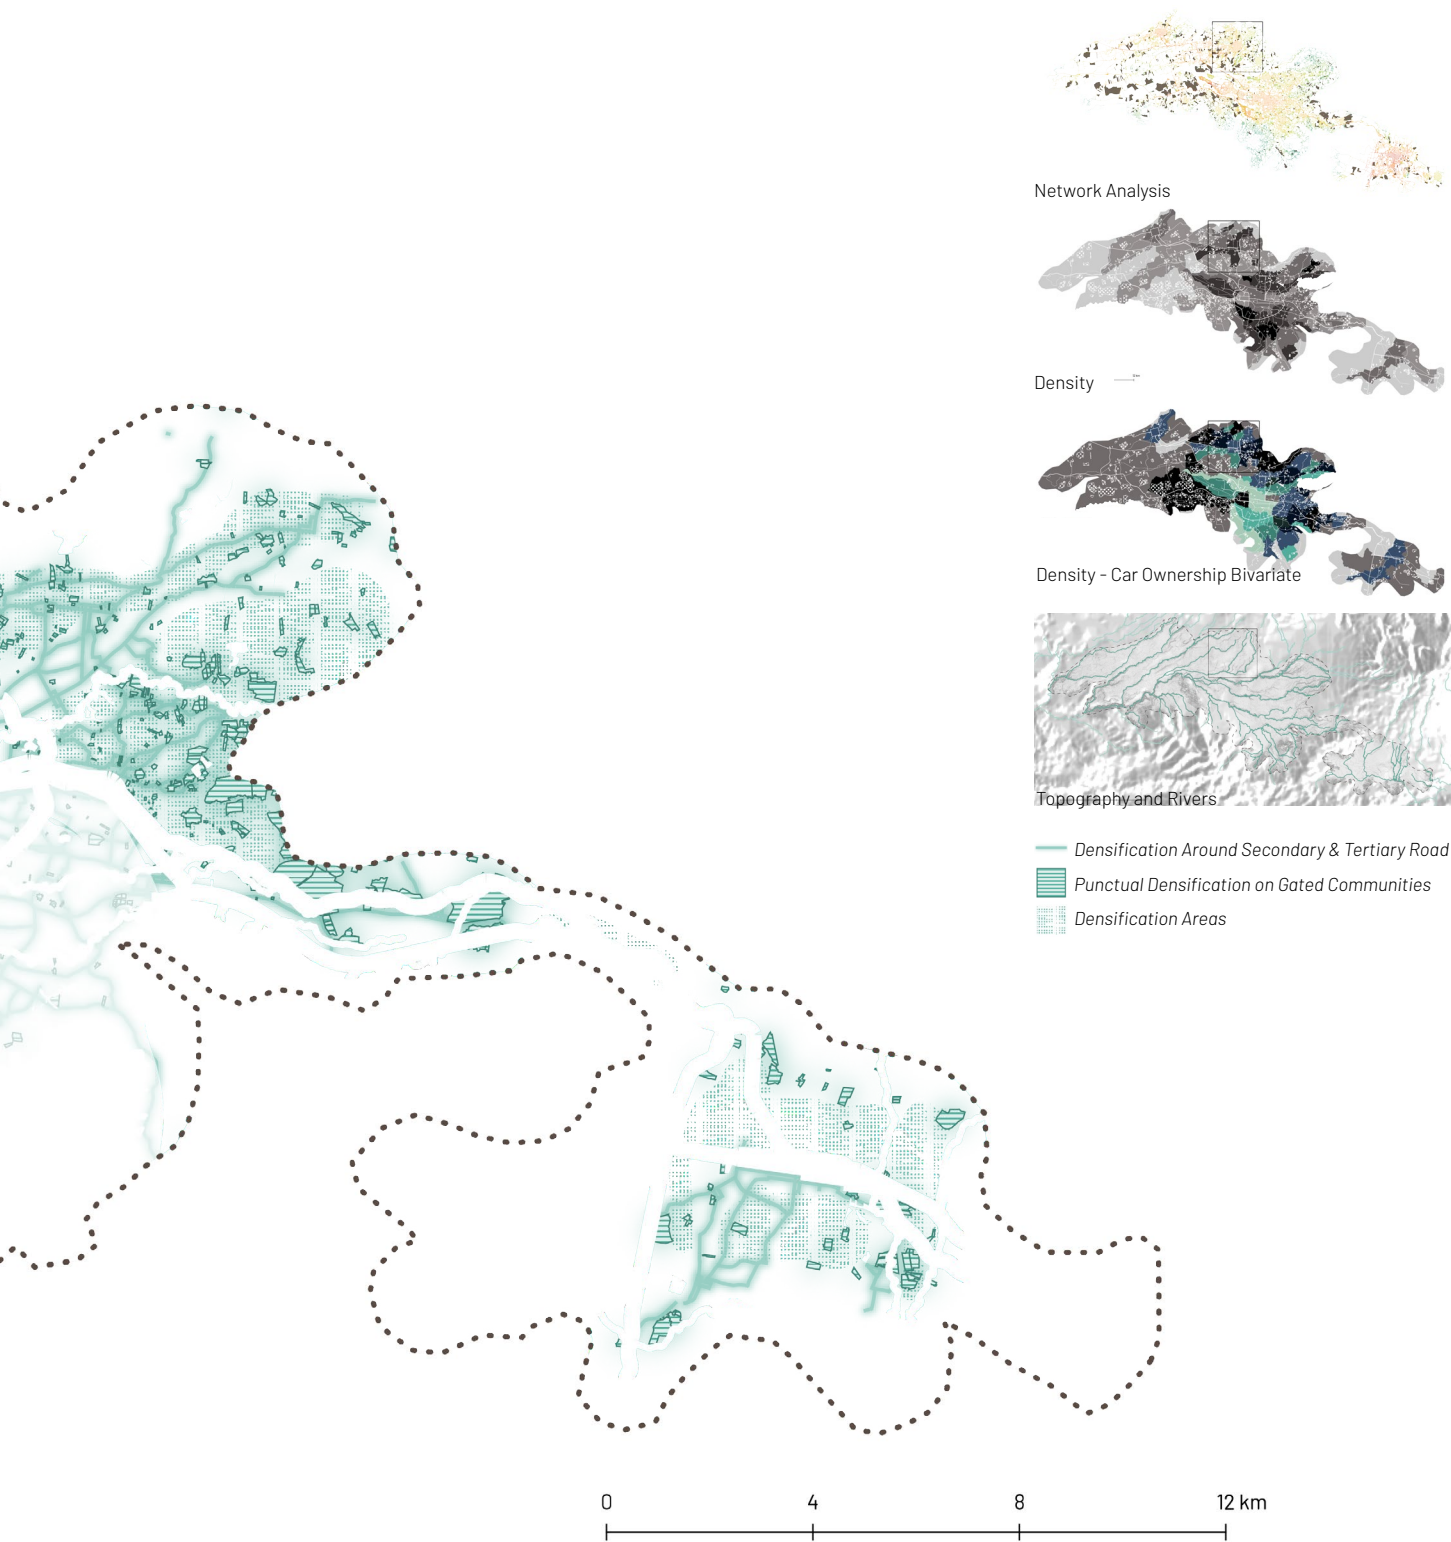 Network Analysis
Density
Density - Car Ownership Bivariate
Topography and Rivers
Densification Around Secondary & Tertiary Road
Punctual Densification on Gated Communities
Densification Areas
0 4 8 12 km